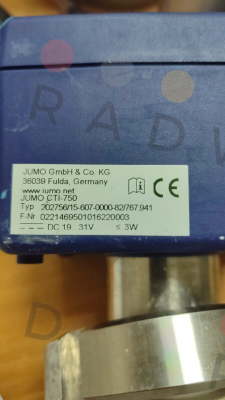 JUMO GmbH & Co. KG
36039 Fulda, Germany
www.jumo.net
JUMO CTI-750
Typ 202756/15-607-0000-82/767,941
F-Nr 0221469501016220003
DC 19...31V ≤ 3W
CE
RADW